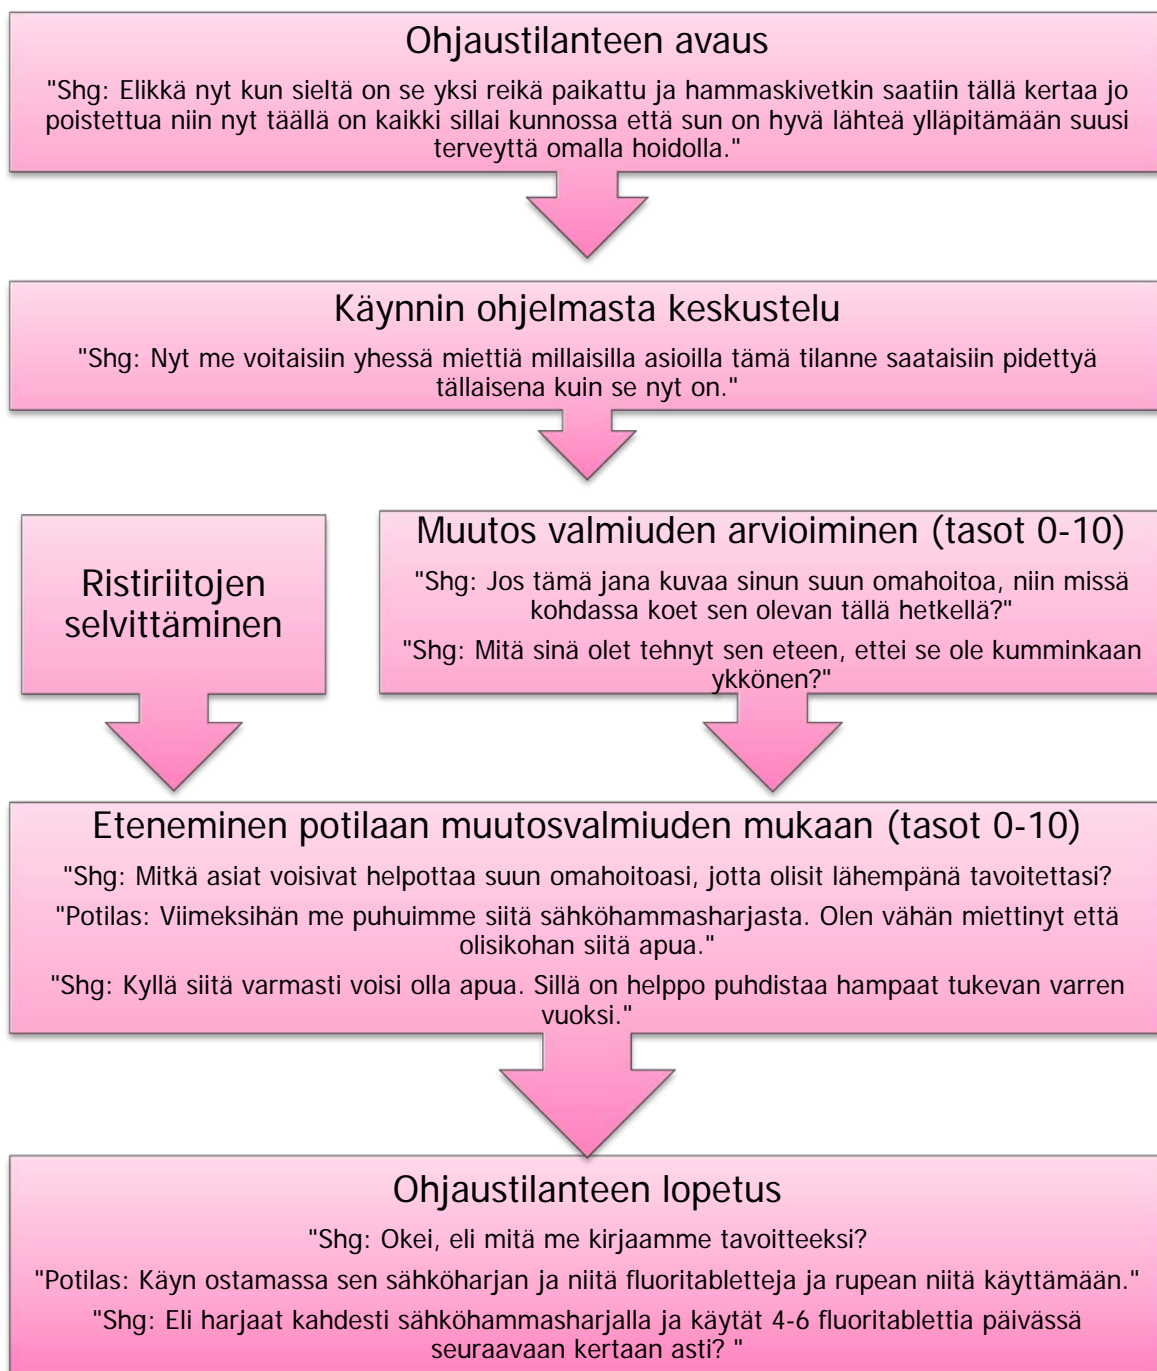 Ohjaustilanteen avaus
"Shg: Elikkä nyt kun sieltä on se yksi reikä paikattu ja hammaskivetkin saatiin tällä kertaa jo
poistettua niin nyt täällä on kaikki sillai kunnossa että sun on hyvä lähteä ylläpitämään suusi
terveyttä omalla hoidolla."
Käynnin ohjelmasta keskustelu
"Shg: Nyt me voitaisiin yhessä miettiä millaisilla asioilla tämä tilanne saataisiin pidettyä
tällaisena kuin se nyt on."
Ristiriitojen
selvittäminen
Muutos valmiuden arvioiminen (tasot 0-10)
"Shg: Jos tämä jana kuvaa sinun suun omahoitoa, niin missä
kohdassa koet sen olevan tällä hetkellä?"
"Shg: Mitä sinä olet tehnyt sen eteen, ettei se ole kumminkaan
ykkönen?"
Eteneminen potilaan muutosvalmiuden mukaan (tasot 0-10)
"Shg: Mitkä asiat voisivat helpottaa suun omahoitoasi, jotta olisit lähempänä tavoitettasi?
"Potilas: Viimeksihän me puhuimme siitä sähköhammasharjasta. Olen vähän miettinyt että
olisikohan siitä apua."
"Shg: Kyllä siitä varmasti voisi olla apua. Sillä on helppo puhdistaa hampaat tukevan varren
vuoksi."
Ohjaustilanteen lopetus
"Shg: Okei, eli mitä me kirjaamme tavoitteeksi?
"Potilas: Käyn ostamassa sen sähköharjan ja niitä fluoritabletteja ja rupean niitä käyttämään."
"Shg: Eli harjaat kahdesti sähköhammasharjalla ja käytät 4-6 fluoritablettia päivässä
seuraavaan kertaan asti? "